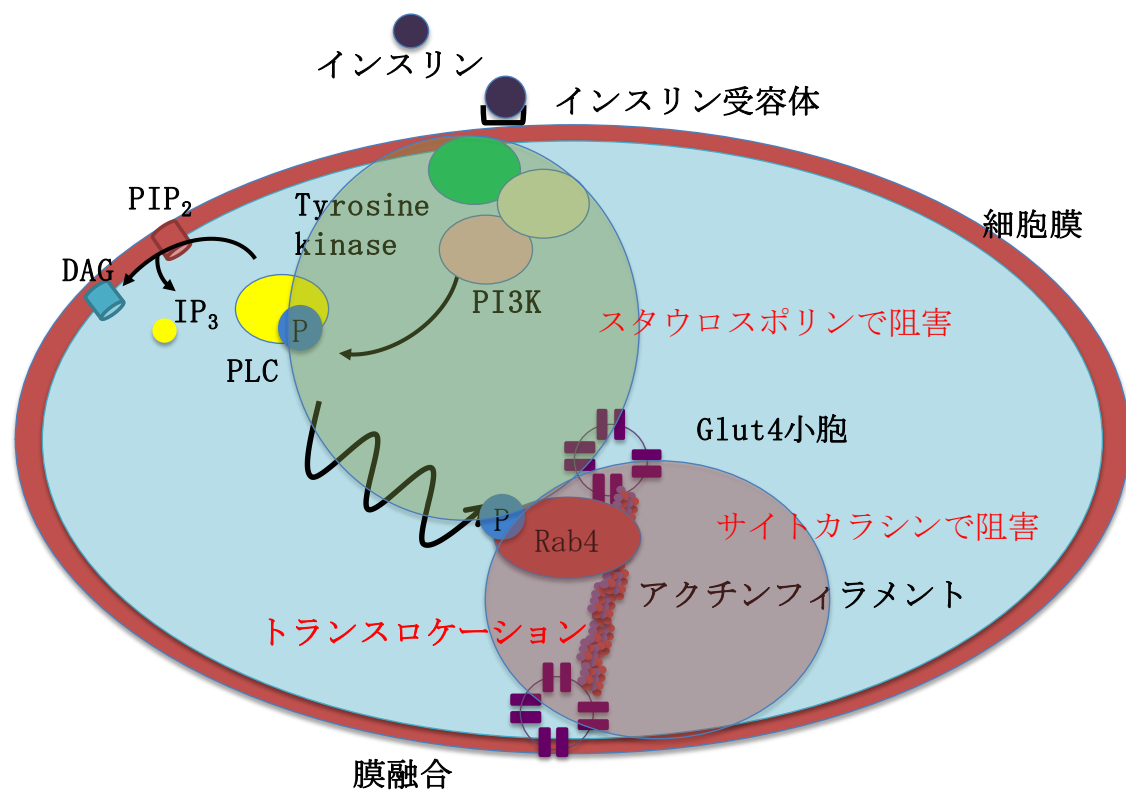 インスリン
インスリン受容体
PIP₂
Tyrosine
kinase
細胞膜
DAG
IP₃
PI3K
P
スタウロスポリンで阻害
PLC
Glut4小胞
P
Rab4
サイトカラシンで阻害
アクチンフィラメント
トランスロケーション
膜融合